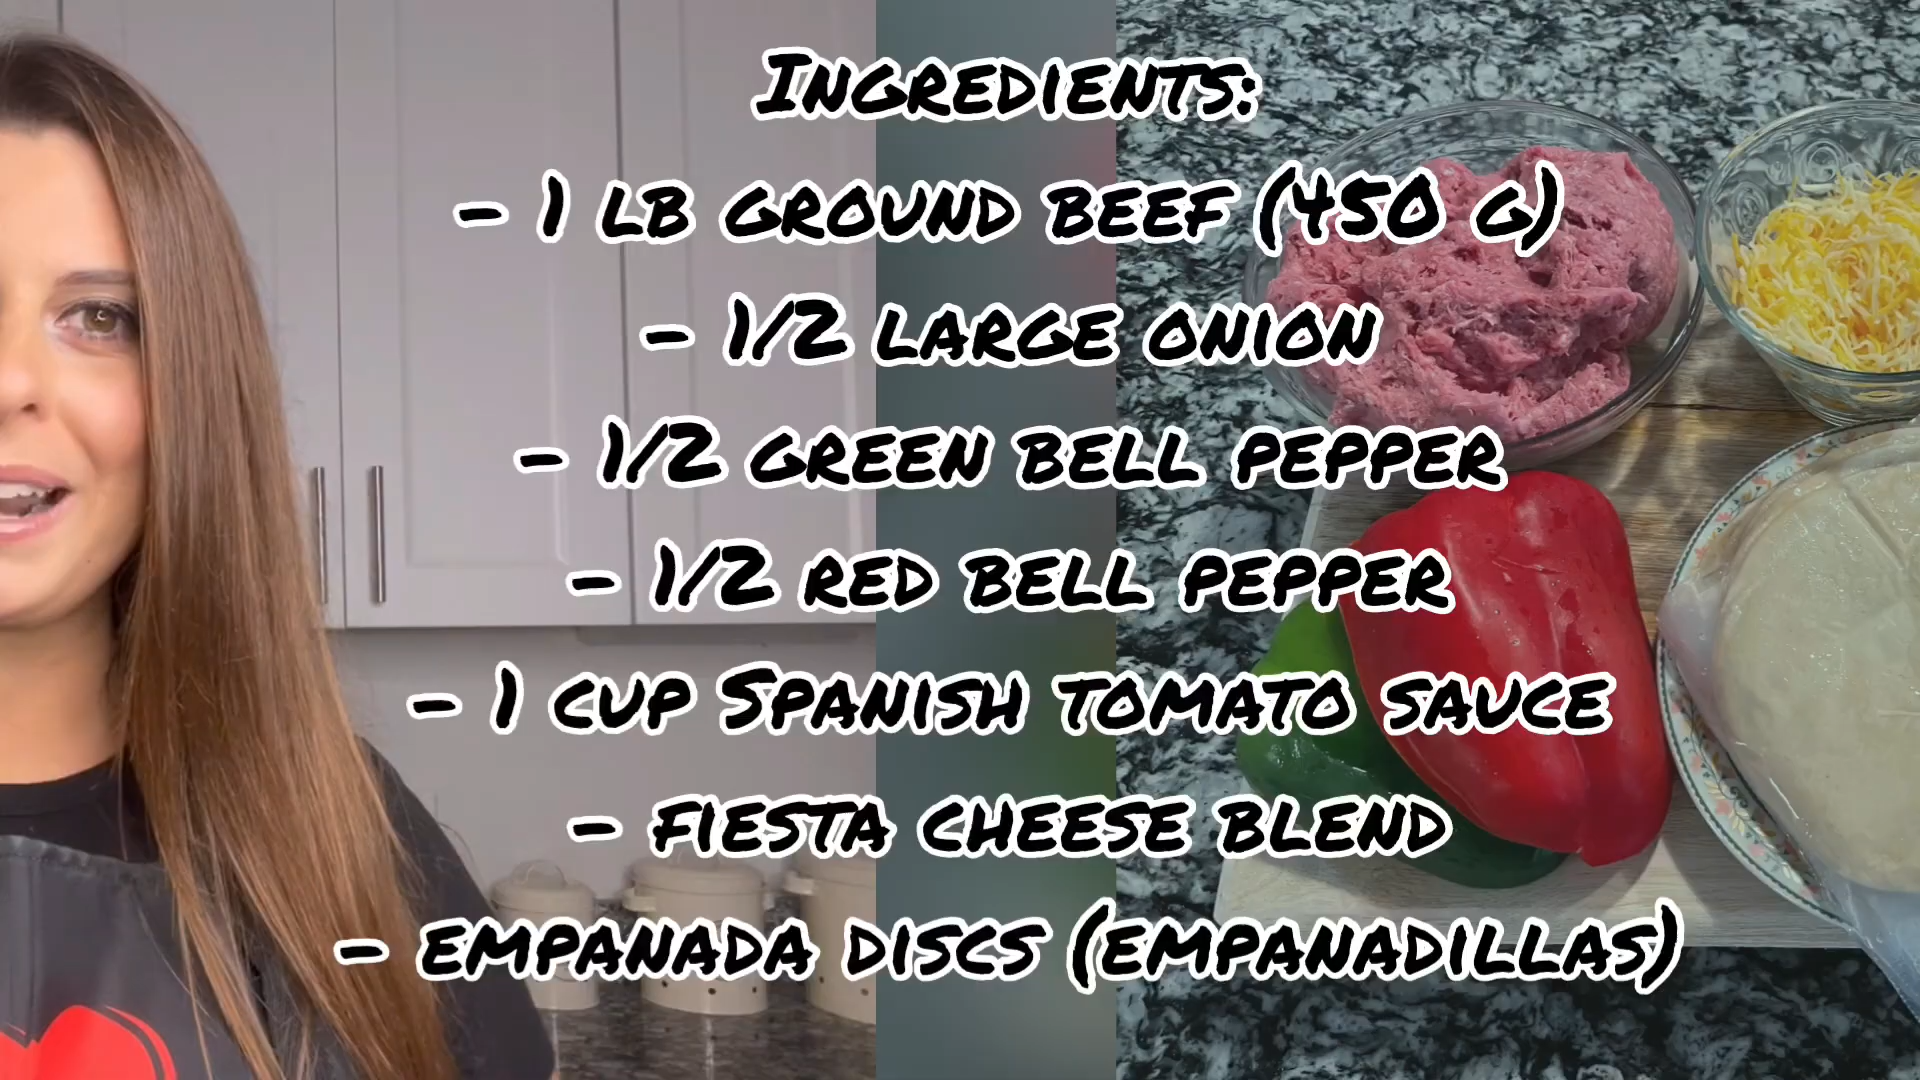 Ingredients:
- 1 lb ground beef (450 g)
- 1/2 large onion
- 1/2 green bell pepper
- 1/2 red bell pepper
- 1 cup Spanish tomato sauce
- fiesta cheese blend
- empanada discs (empanadillas)